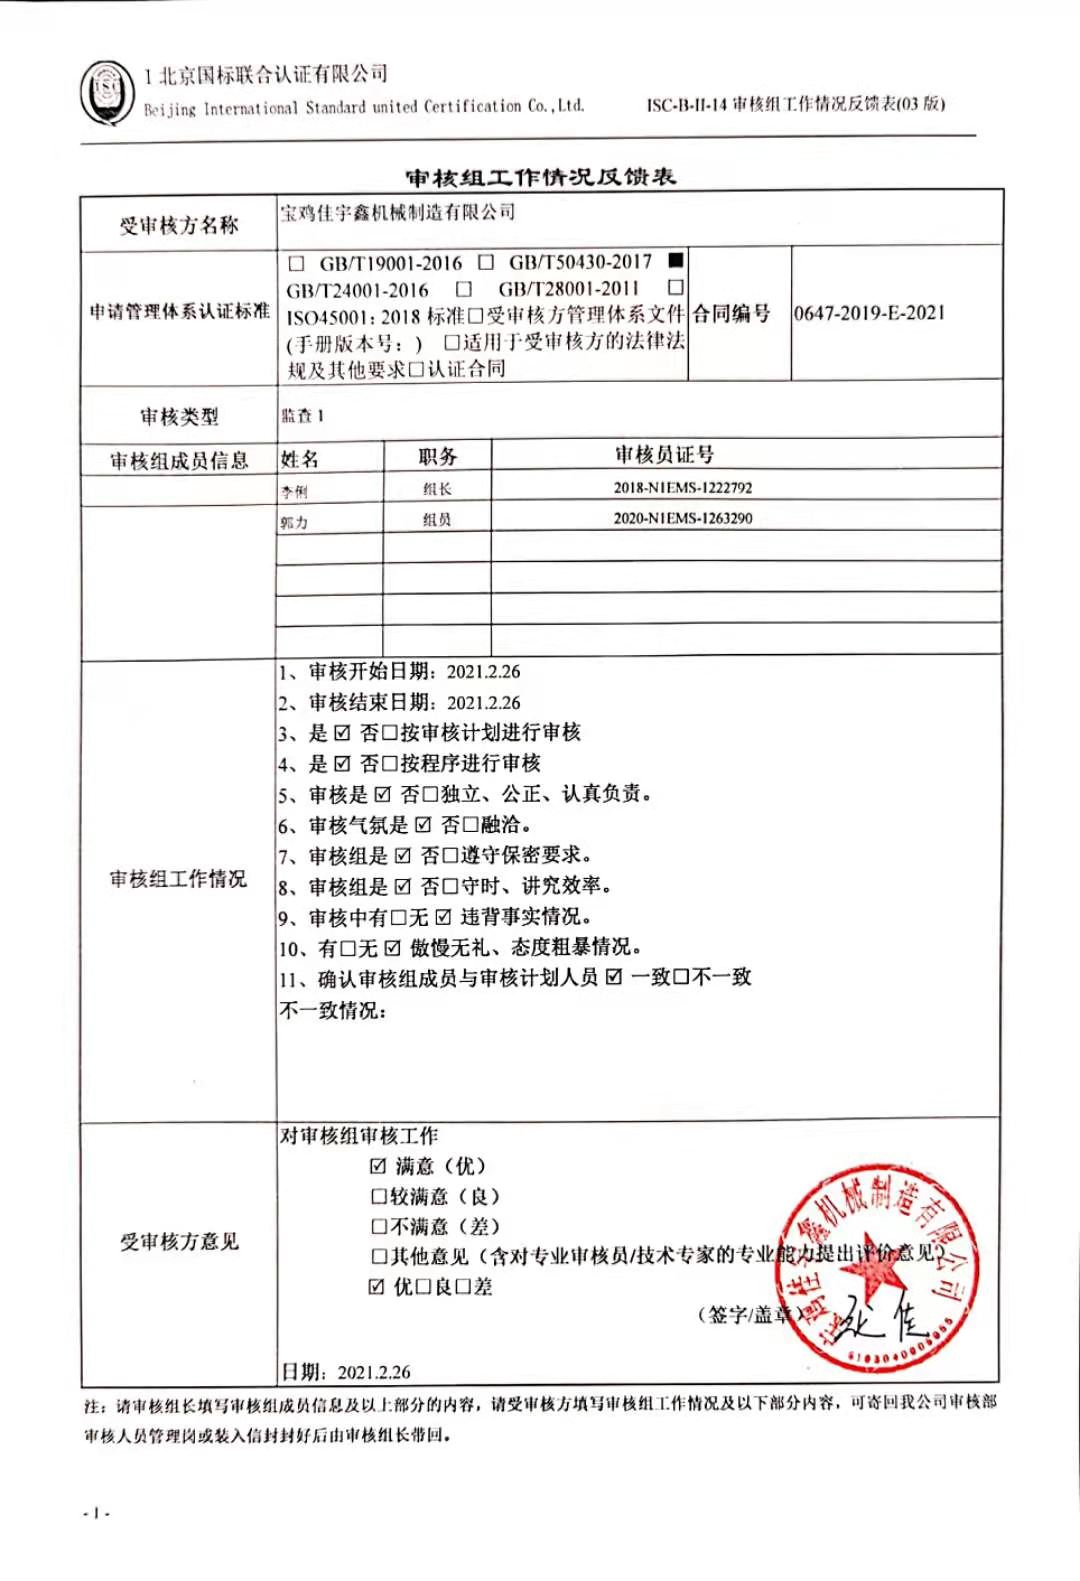 1 北京国标联合认证有限公司
Beijing International Standard united Certification Co.,Ltd.
ISC-B-II-14 审核组工作情况反馈表(03 版)
ISC
审核组工作情况反馈表
受审核方名称
宝鸡佳宇鑫机械制造有限公司
申请管理体系认证标准
□ GB/T19001-2016 □ GB/T50430-2017 ■
GB/T24001-2016 □ GB/T28001-2011 □
ISO45001：2018 标准□受审核方管理体系文件
(手册版本号：) □适用于受审核方的法律法
规及其他要求□认证合同
合同编号
0647-2019-E-2021
审核类型
监查 1
审核组成员信息 姓名 职务 审核员证号
李俐 组长 2018-N1EMS-1222792
郭力 组员 2020-N1EMS-1263290
审核组工作情况
1、审核开始日期：2021.2.26
2、审核结束日期：2021.2.26
3、是 ☑ 否□按审核计划进行审核
4、是 ☑ 否□按程序进行审核
5、审核是 ☑ 否□独立、公正、认真负责。
6、审核气氛是 ☑ 否□融洽。
7、审核组是 ☑ 否□遵守保密要求。
8、审核组是 ☑ 否□守时、讲究效率。
9、审核中有□无 ☑ 违背事实情况。
10、有□无 ☑ 傲慢无礼、态度粗暴情况。
11、确认审核组成员与审核计划人员 ☑ 一致□不一致
不一致情况：
受审核方意见
对审核组审核工作
☑ 满意（优）
□较满意（良）
□不满意（差）
□其他意见（含对专业审核员/技术专家的专业能力提出评价意见）
☑ 优□良□差
（签字/盖章）
宝鸡佳宇鑫机械制造有限公司
张佳
日期：2021.2.26
注：请审核组长填写审核组成员信息及以上部分的内容，请受审核方填写审核组工作情况及以下部分内容，可寄回我公司审核部
审核人员管理岗或装入信封封好后由审核组长带回。
- 1 -